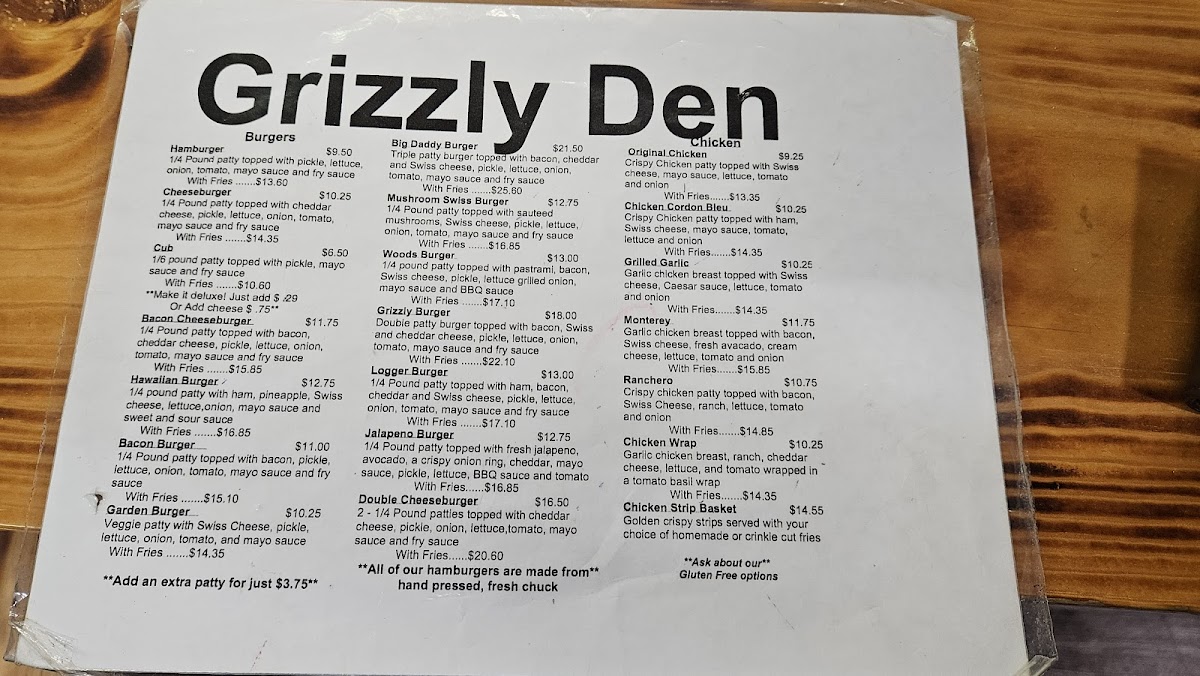 Grizzly Den
Burgers
Hamburger $9.50
1/4 Pound patty topped with pickle, lettuce,
onion, tomato, mayo sauce and fry sauce
With Fries .......$13.60
Cheeseburger $10.25
1/4 Pound patty topped with cheddar
cheese, pickle, lettuce, onion, tomato,
mayo sauce and fry sauce
With Fries .......$14.35
Cub $6.50
1/6 pound patty topped with pickle, mayo
sauce and fry sauce
With Fries .......$10.60
**Make it deluxe! Just add $ .29
Or Add cheese $ .75**
Bacon Cheeseburger $11.75
1/4 Pound patty topped with bacon,
cheddar cheese, pickle, lettuce, onion,
tomato, mayo sauce and fry sauce
With Fries .......$15.85
Hawaiian Burger $12.75
1/4 pound patty with ham, pineapple, Swiss
cheese, lettuce,onion, mayo sauce and
sweet and sour sauce
With Fries .......$16.85
Bacon Burger $11.00
1/4 Pound patty topped with bacon, pickle,
lettuce, onion, tomato, mayo sauce and fry
sauce
With Fries .......$15.10
Garden Burger $10.25
Veggie patty with Swiss Cheese, pickle,
lettuce, onion, tomato, and mayo sauce
With Fries .......$14.35
**Add an extra patty for just $3.75**
Big Daddy Burger $21.50
Triple patty burger topped with bacon, cheddar
and Swiss cheese, pickle, lettuce, onion,
tomato, mayo sauce and fry sauce
With Fries ......$25.60
Mushroom Swiss Burger $12.75
1/4 Pound patty topped with sauteed
mushrooms, Swiss cheese, pickle, lettuce,
onion, tomato, mayo sauce and fry sauce
With Fries .......$16.85
Woods Burger $13.00
1/4 pound patty topped with pastrami, bacon,
Swiss cheese, pickle, lettuce grilled onion,
mayo sauce and BBQ sauce
With Fries .......$17.10
Grizzly Burger $18.00
Double patty burger topped with bacon, Swiss
and cheddar cheese, pickle, lettuce, onion,
tomato, mayo sauce and fry sauce
With Fries .......$22.10
Logger Burger $13.00
1/4 Pound patty topped with ham, bacon,
cheddar and Swiss cheese, pickle, lettuce,
onion, tomato, mayo sauce and fry sauce
With Fries .......$17.10
Jalapeno Burger $12.75
1/4 Pound patty topped with fresh jalapeno,
avocado, a crispy onion ring, cheddar, mayo
sauce, pickle, lettuce, BBQ sauce and tomato
With Fries......$16.85
Double Cheeseburger $16.50
2 - 1/4 Pound patties topped with cheddar
cheese, pickle, onion, lettuce,tomato, mayo
sauce and fry sauce
With Fries......$20.60
**All of our hamburgers are made from**
hand pressed, fresh chuck
Chicken
Original Chicken $9.25
Crispy Chicken patty topped with Swiss
cheese, mayo sauce, lettuce, tomato
and onion
With Fries.......$13.35
Chicken Cordon Bleu $10.25
Crispy Chicken patty topped with ham,
Swiss cheese, mayo sauce, tomato,
lettuce and onion
With Fries.......$14.35
Grilled Garlic $10.25
Garlic chicken breast topped with Swiss
cheese, Caesar sauce, lettuce, tomato
and onion
With Fries.......$14.35
Monterey $11.75
Garlic chicken breast topped with bacon,
Swiss cheese, fresh avacado, cream
cheese, lettuce, tomato and onion
With Fries.......$15.85
Ranchero $10.75
Crispy chicken patty topped with bacon,
Swiss Cheese, ranch, lettuce, tomato
and onion
With Fries.......$14.85
Chicken Wrap $10.25
Garlic chicken breast, ranch, cheddar
cheese, lettuce, and tomato wrapped in
a tomato basil wrap
With Fries.......$14.35
Chicken Strip Basket $14.55
Golden crispy strips served with your
choice of homemade or crinkle cut fries
**Ask about our**
Gluten Free options